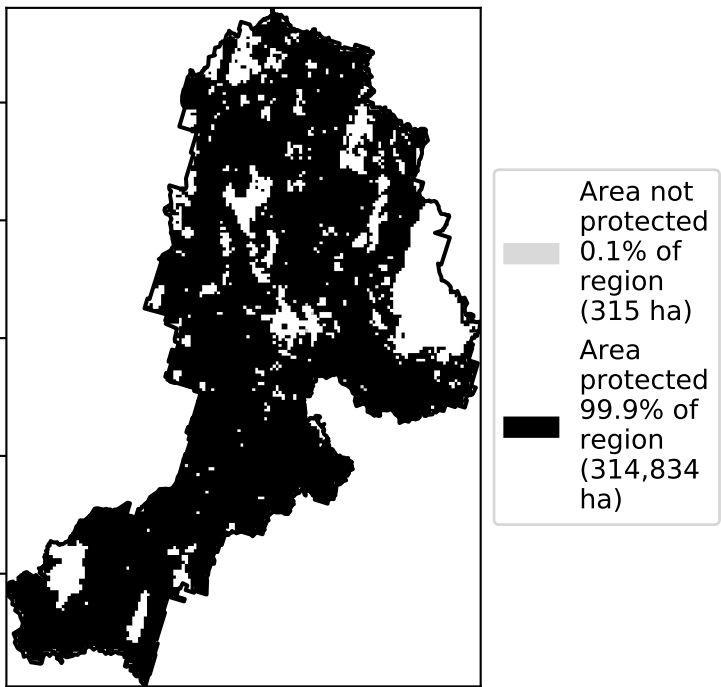 Area not
protected
0.1% of
region
(315 ha)
Area
protected
99.9% of
region
(314,834
ha)